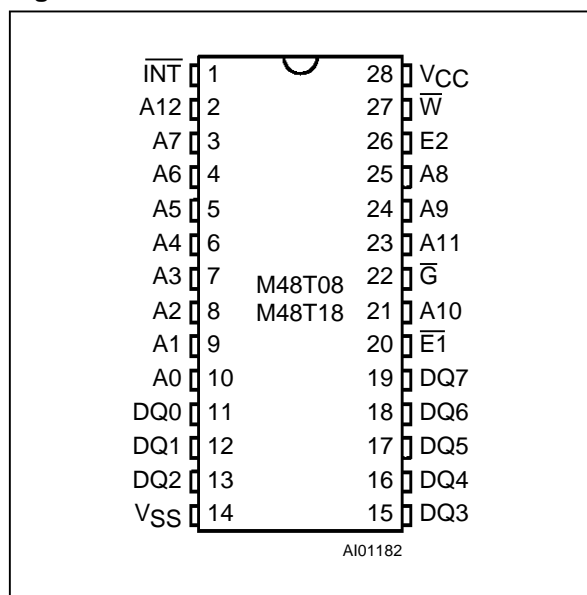 INT 1 28 VCC
A12 2 27 W
A7 3 26 E2
A6 4 25 A8
A5 5 24 A9
A4 6 23 A11
A3 7 M48T08 22 G
A2 8 M48T18 21 A10
A1 9 20 E1
A0 10 19 DQ7
DQ0 11 18 DQ6
DQ1 12 17 DQ5
DQ2 13 16 DQ4
VSS 14 15 DQ3
AI01182